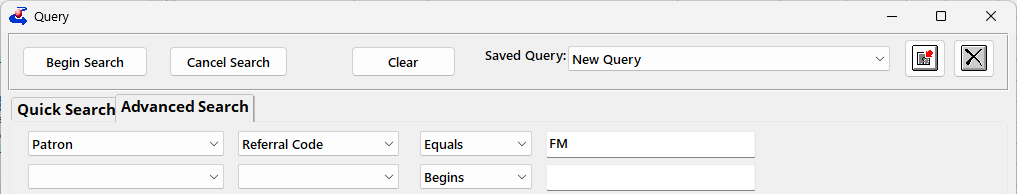 Query
Begin Search Cancel Search Clear Saved Query: New Query
Quick Search Advanced Search
Patron Referral Code Equals FM
Begins